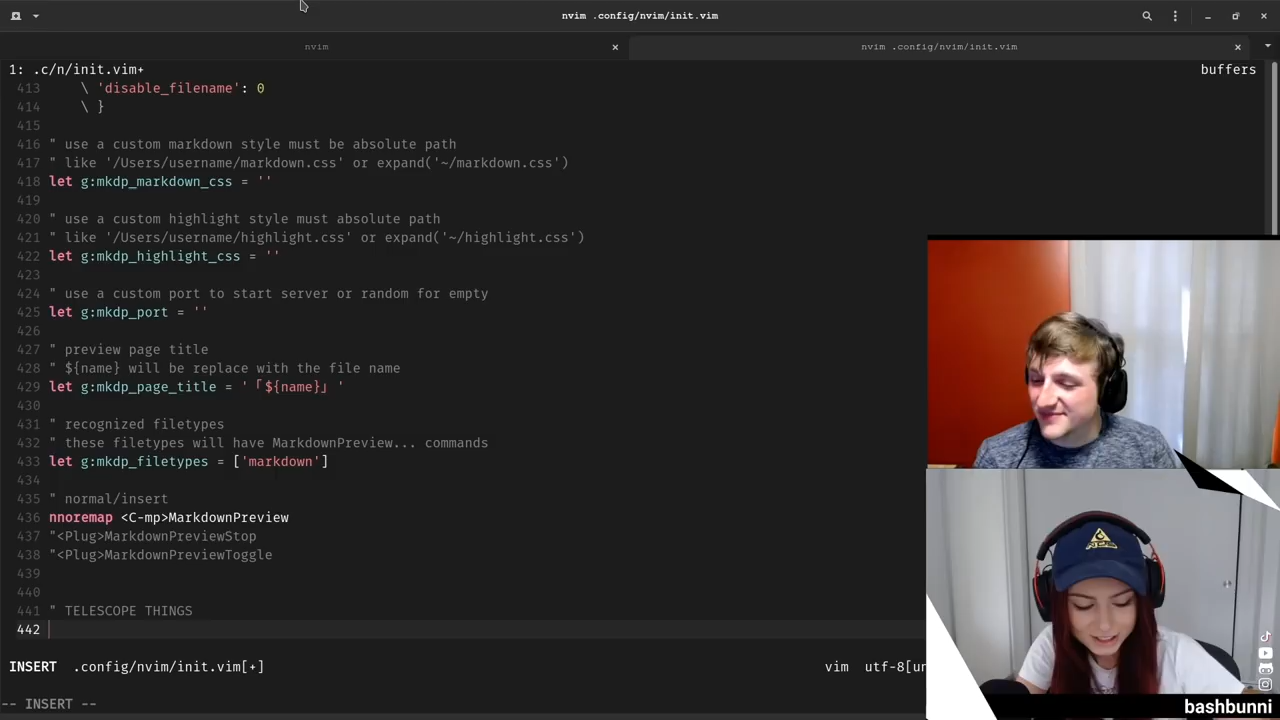 nvim .config/nvim/init.vim
nvim
nvim .config/nvim/init.vim
1: .c/n/init.vim+
buffers
413 \ 'disable_filename': 0
414 \ }
415
416 " use a custom markdown style must be absolute path
417 " like '/Users/username/markdown.css' or expand('~/markdown.css')
418 let g:mkdp_markdown_css = ''
419
420 " use a custom highlight style must absolute path
421 " like '/Users/username/highlight.css' or expand('~/highlight.css')
422 let g:mkdp_highlight_css = ''
423
424 " use a custom port to start server or random for empty
425 let g:mkdp_port = ''
426
427 " preview page title
428 " ${name} will be replace with the file name
429 let g:mkdp_page_title = '「${name}」'
430
431 " recognized filetypes
432 " these filetypes will have MarkdownPreview... commands
433 let g:mkdp_filetypes = ['markdown']
434
435 " normal/insert
436 nnoremap <C-mp>MarkdownPreview
437 "<Plug>MarkdownPreviewStop
438 "<Plug>MarkdownPreviewToggle
439
440
441 " TELESCOPE THINGS
442
INSERT .config/nvim/init.vim[+]
vim utf-8[un
-- INSERT --
bashbunni